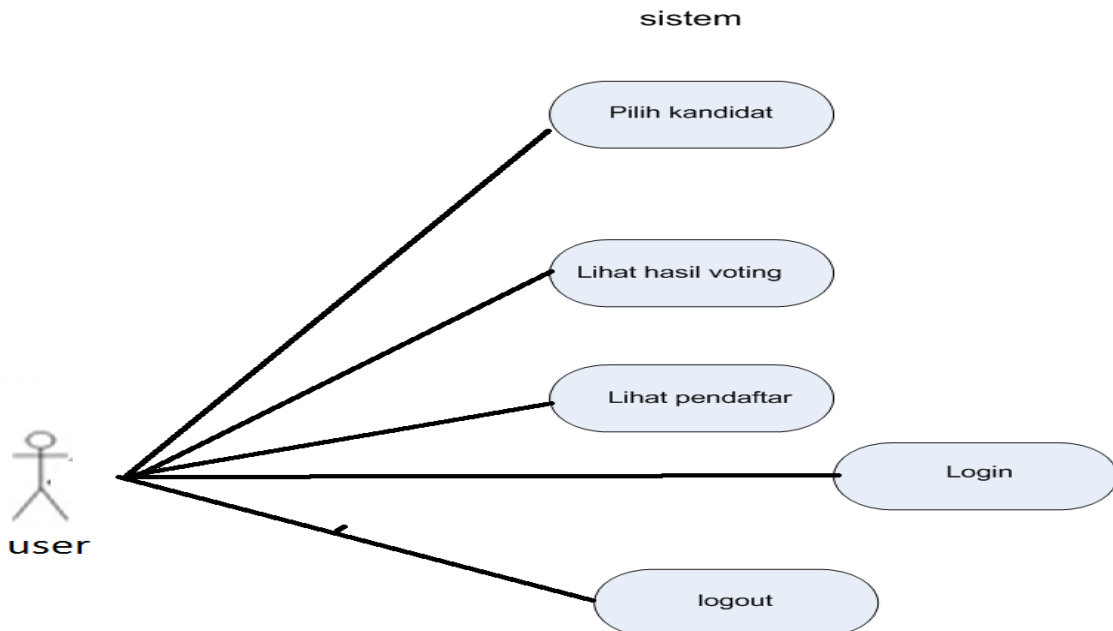 sistem
Pilih kandidat
Lihat hasil voting
Lihat pendaftar
Login
user
logout